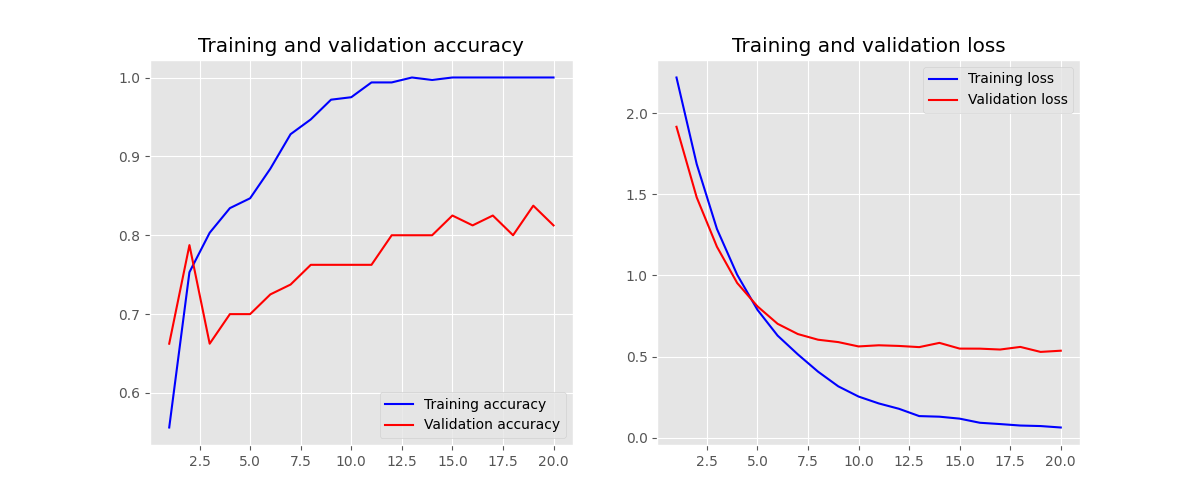 Training and validation accuracy
1.0
0.9
0.8
0.7
0.6
Training accuracy
Validation accuracy
2.5 5.0 7.5 10.0 12.5 15.0 17.5 20.0
Training and validation loss
Training loss
Validation loss
2.0
1.5
1.0
0.5
0.0
2.5 5.0 7.5 10.0 12.5 15.0 17.5 20.0